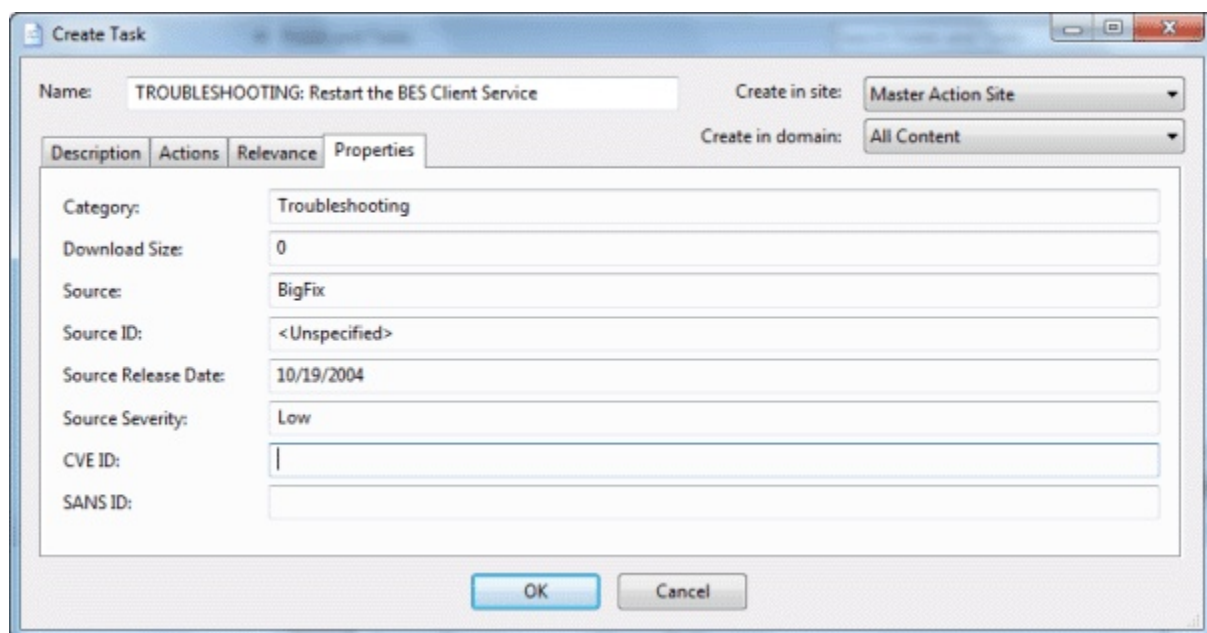 Create Task
Name: TROUBLESHOOTING: Restart the BES Client Service Create in site: Master Action Site
Create in domain: All Content
Description Actions Relevance Properties
Category: Troubleshooting
Download Size: 0
Source: BigFix
Source ID: <Unspecified>
Source Release Date: 10/19/2004
Source Severity: Low
CVE ID:
SANS ID:
OK Cancel